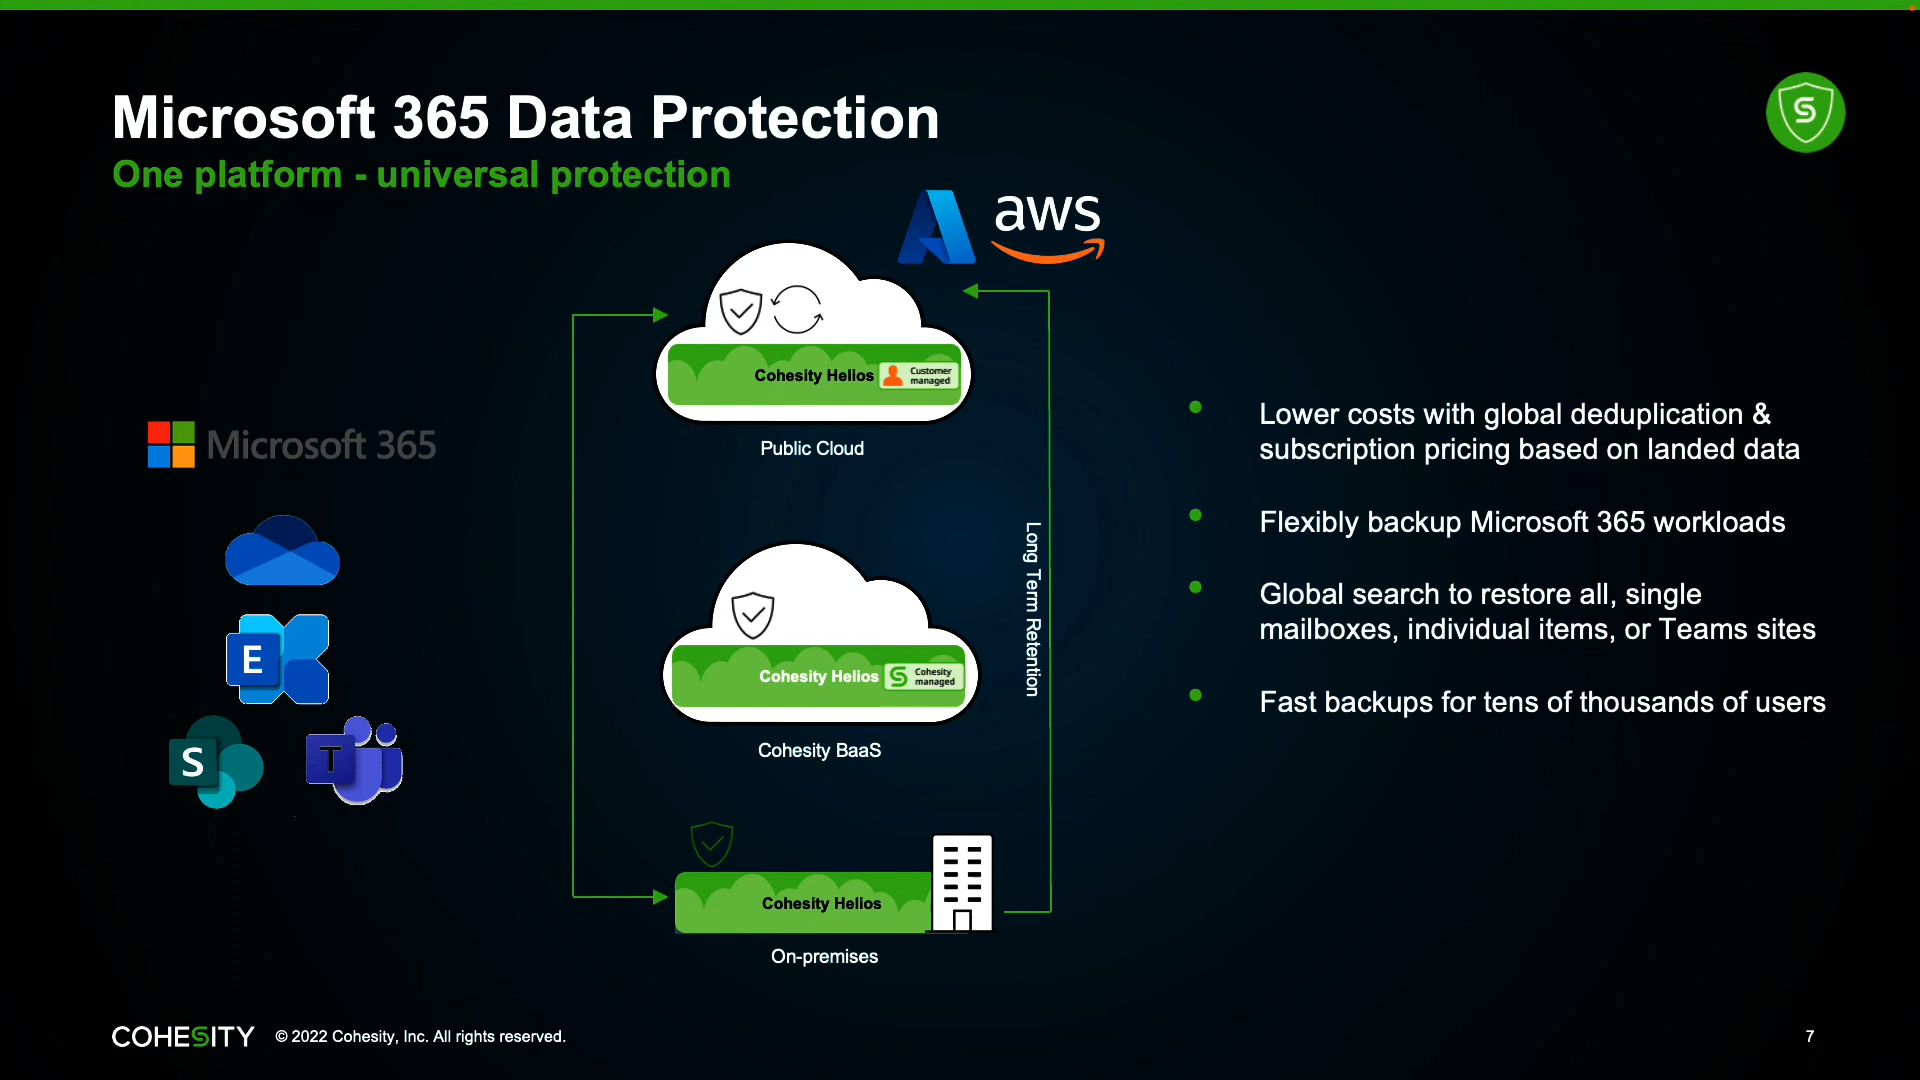 Microsoft 365 Data Protection
One platform - universal protection
aws
Cohesity Helios
Customer
managed
Public Cloud
Microsoft 365
E
S
T
Cohesity Helios
Cohesity
managed
Cohesity BaaS
Long Term Retention
Cohesity Helios
On-premises
Lower costs with global deduplication &
subscription pricing based on landed data
Flexibly backup Microsoft 365 workloads
Global search to restore all, single
mailboxes, individual items, or Teams sites
Fast backups for tens of thousands of users
COHESITY © 2022 Cohesity, Inc. All rights reserved.
7